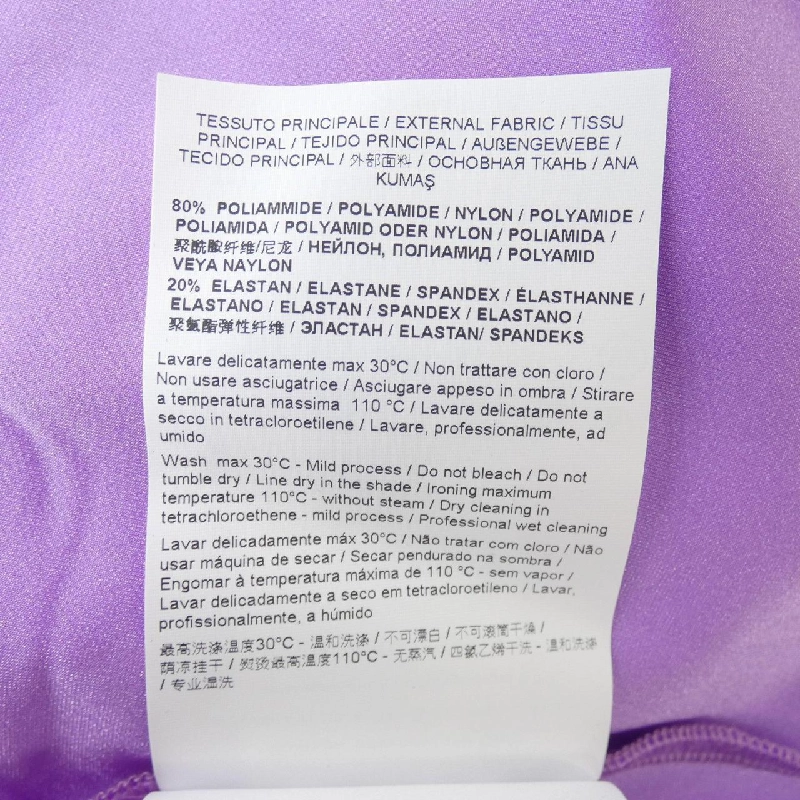 TESSUTO PRINCIPALE / EXTERNAL FABRIC / TISSU
PRINCIPAL / TEJIDO PRINCIPAL / AUßENGEWEBE /
TECIDO PRINCIPAL / 外部面料 / ОСНОВНАЯ ТКАНЬ / ANA
KUMAŞ
80% POLIAMMIDE / POLYAMIDE / NYLON / POLYAMIDE /
POLIAMIDA / POLYAMID ODER NYLON / POLIAMIDA /
聚酰胺纤维/尼龙 / НЕЙЛОН, ПОЛИАМИД / POLYAMID
VEYA NAYLON
20% ELASTAN / ELASTANE / SPANDEX / ÉLASTHANNE /
ELASTANO / ELASTAN / SPANDEX / ELASTANO /
聚氨酯弹性纤维 / ЭЛАСТАН / ELASTAN/ SPANDEKS
Lavare delicatamente max 30°C / Non trattare con cloro /
Non usare asciugatrice / Asciugare appeso in ombra / Stirare
a temperatura massima 110 °C / Lavare delicatamente a
secco in tetracloroetilene / Lavare, professionalmente, ad
umido
Wash max 30°C - Mild process / Do not bleach / Do not
tumble dry / Line dry in the shade / Ironing maximum
temperature 110°C - without steam / Dry cleaning in
tetrachloroethene - mild process / Professional wet cleaning
Lavar delicadamente máx 30°C / Não tratar com cloro / Não
usar máquina de secar / Secar pendurado na sombra /
Engomar à temperatura máxima de 110 °C - sem vapor /
Lavar delicadamente a seco em tetracloroetileno / Lavar,
profissionalmente, a húmido
最高洗涤温度30°C - 温和洗涤 / 不可漂白 / 不可滚筒干燥 /
荫凉挂干 / 熨烫最高温度110°C - 无蒸汽 / 四氯乙烯干洗 - 温和洗涤
/ 专业湿洗